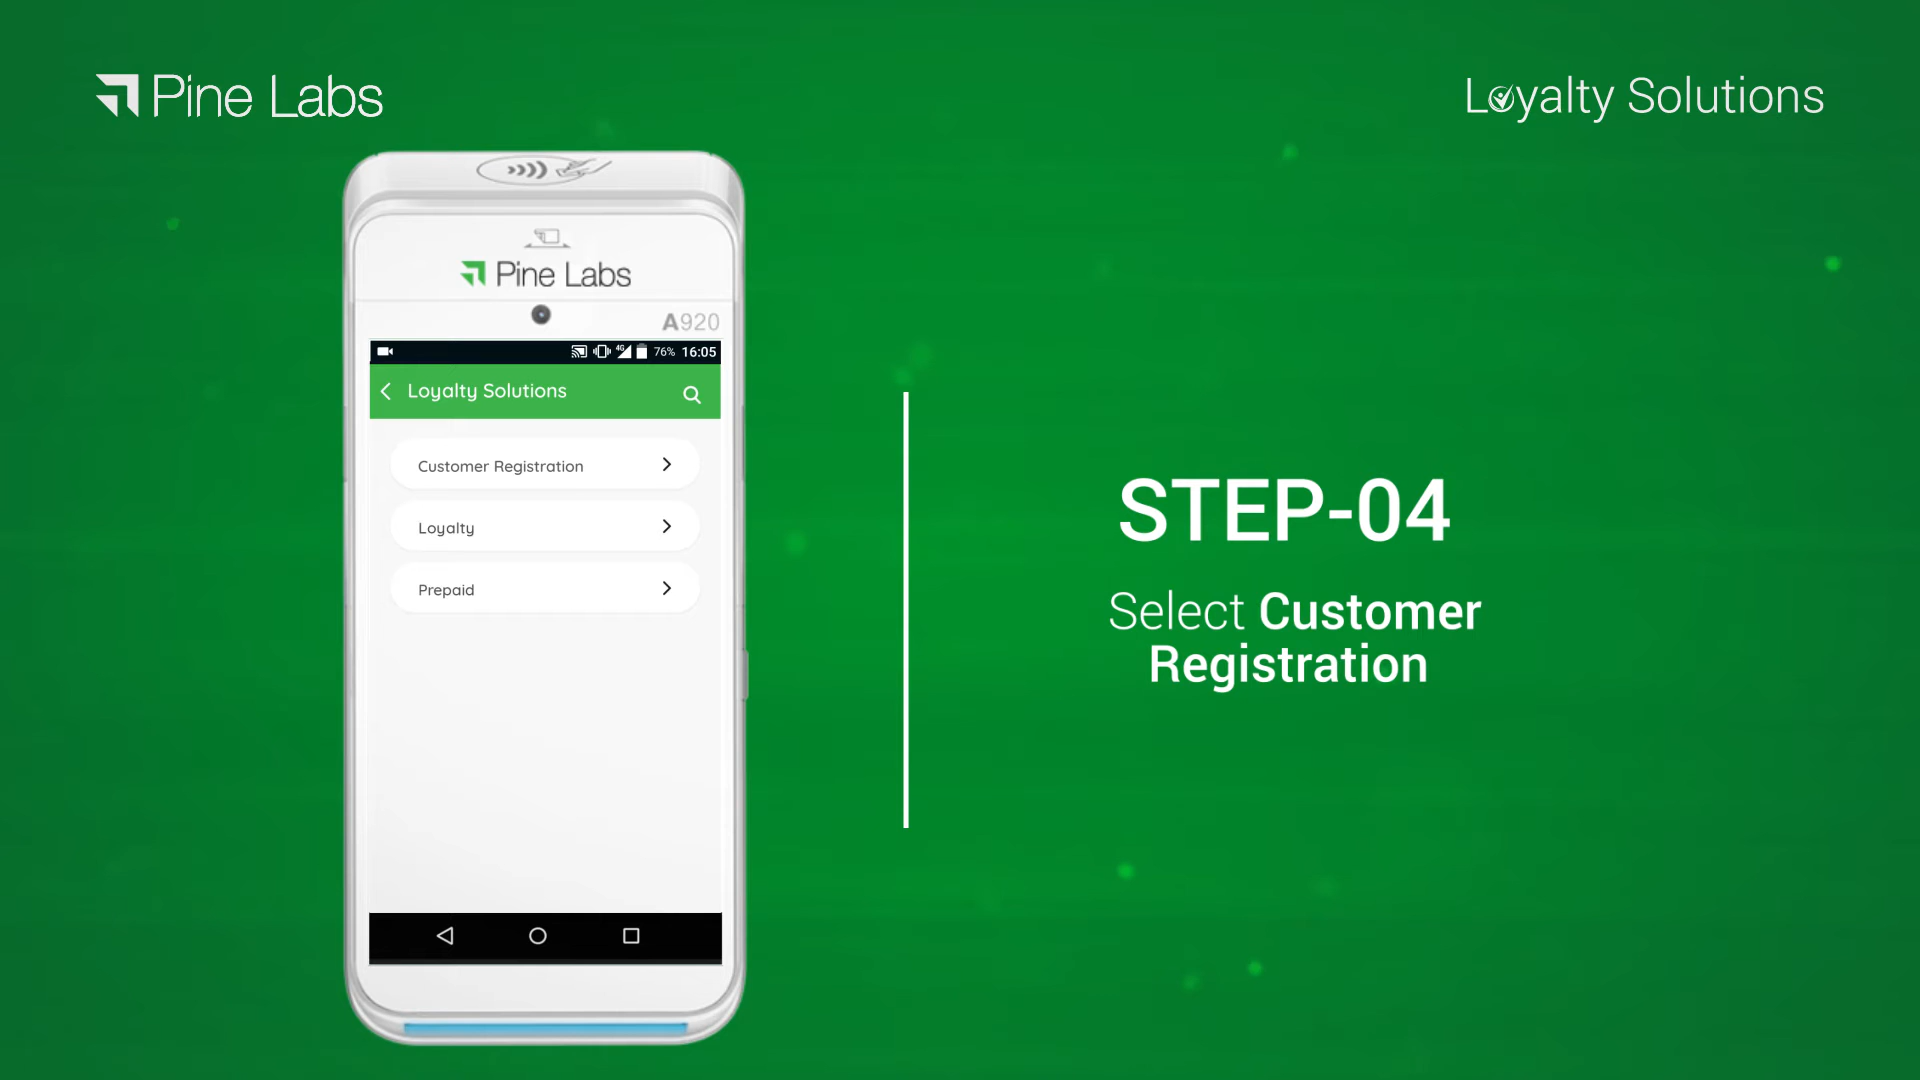 Pine Labs
Loyalty Solutions
Pine Labs
A920
4G 76% 16:05
Loyalty Solutions
Customer Registration
Loyalty
Prepaid
STEP-04
Select Customer
Registration